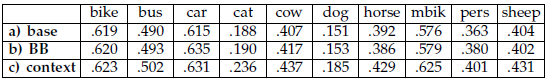 bike bus car cat cow dog horse mbik pers sheep
a) base .619 .490 .615 .188 .407 .151 .392 .576 .363 .404
b) BB .620 .493 .635 .190 .417 .153 .386 .579 .380 .402
c) context .623 .502 .631 .236 .437 .185 .429 .625 .401 .431